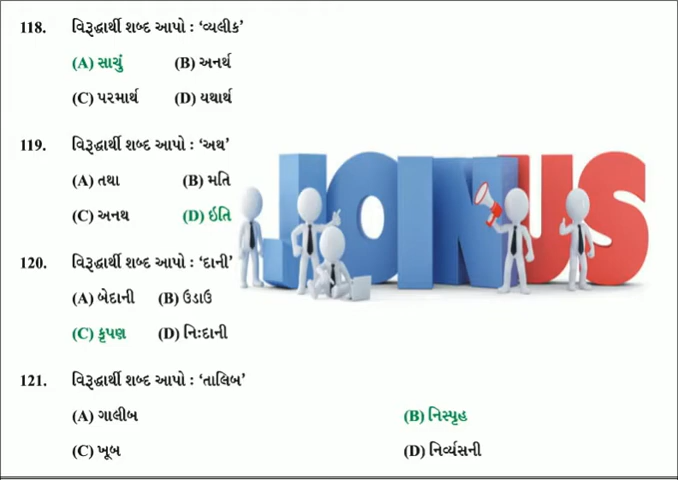 118. વિરૂદ્ધાર્થી શબ્દ આપો : ‘વ્યલીક’
(A) સાચું (B) અનર્થ
(C) પરમાર્થ (D) યથાર્થ
119. વિરૂદ્ધાર્થી શબ્દ આપો : ‘અથ’
(A) તથા (B) મતિ
(C) અનથ (D) ઇતિ
JOIN US
120. વિરૂદ્ધાર્થી શબ્દ આપો : ‘દાની’
(A) બેદાની (B) ઉડાઉ
(C) કૃપણ (D) નિઃદાની
121. વિરૂદ્ધાર્થી શબ્દ આપો : ‘તાલિબ’
(A) ગાલીબ (B) નિસ્પૃહ
(C) ખૂબ (D) નિર્વ્યસની